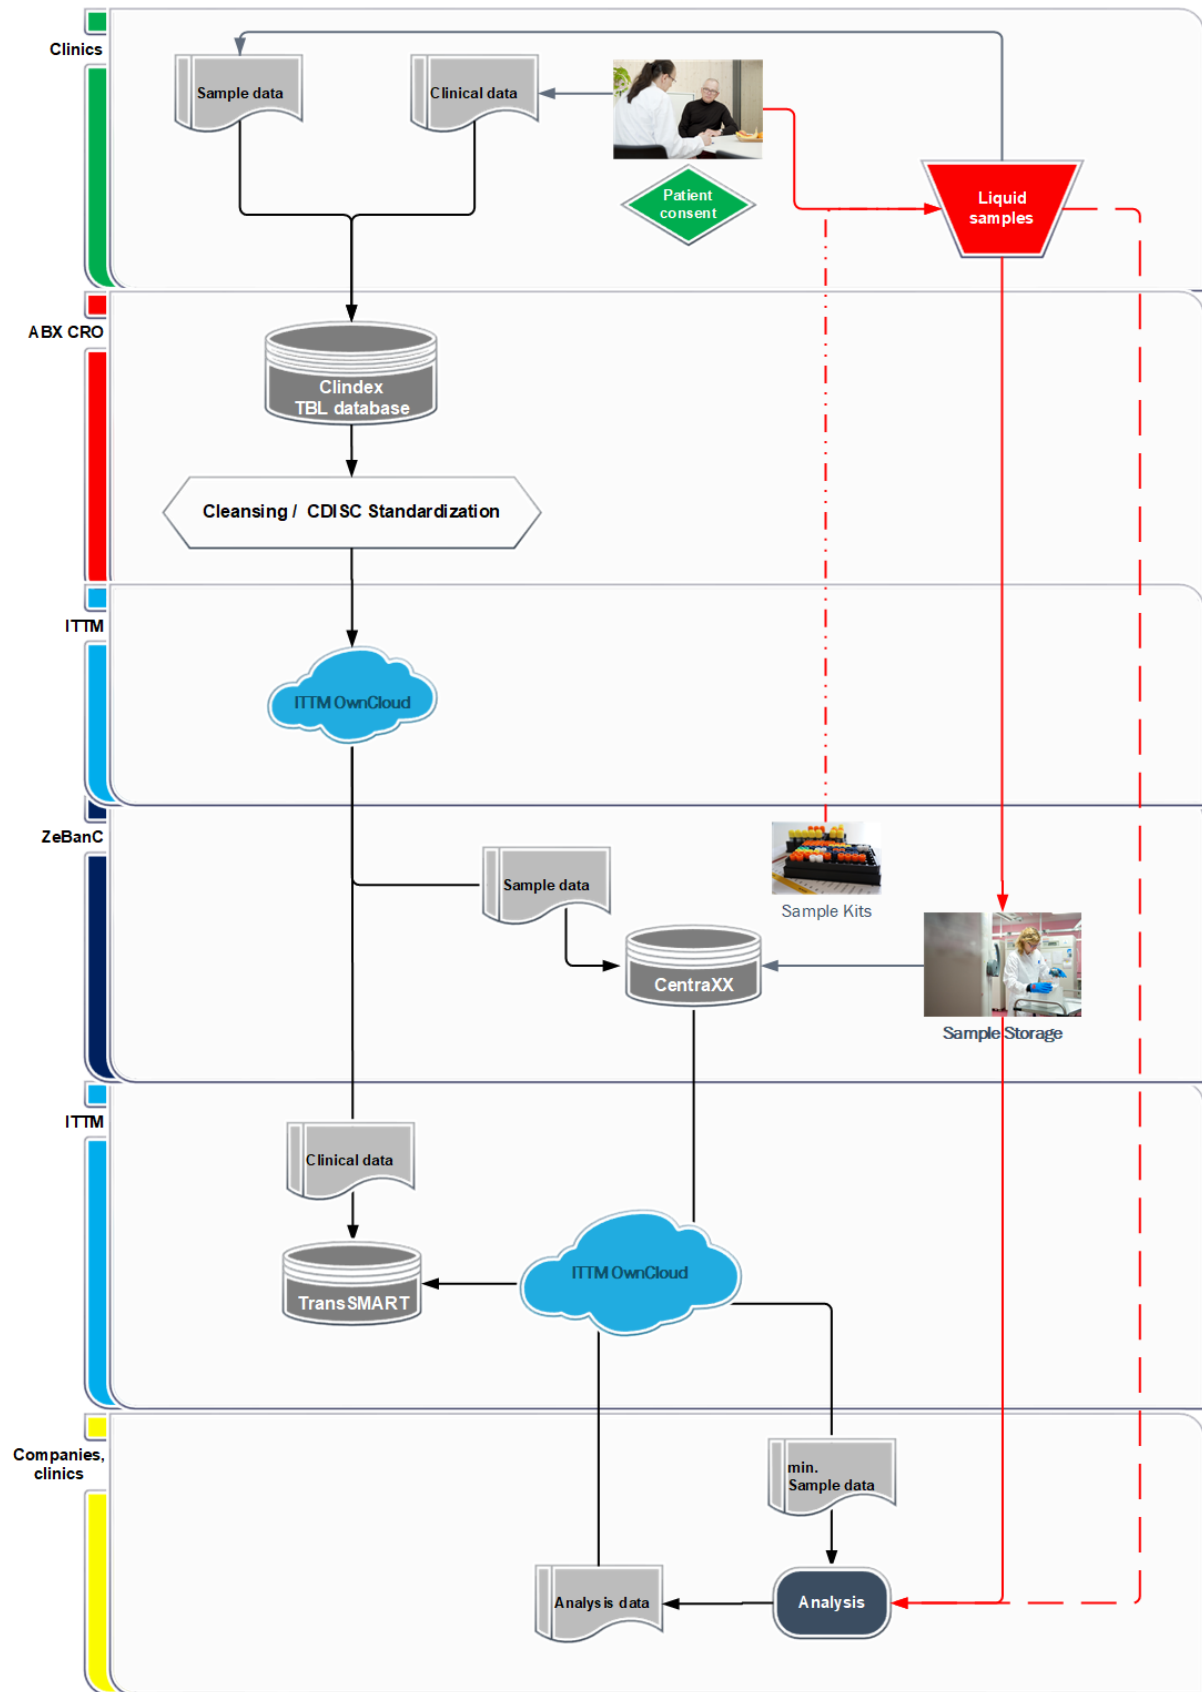 Clinics
Sample data
Clinical data
Patient
consent
Liquid
samples
ABX CRO
Clindex
TBL database
Cleansing / CDISC Standardization
ITTM
ITTM OwnCloud
ZeBanC
Sample data
Sample Kits
CentraXX
Sample Storage
ITTM
Clinical data
ITTM OwnCloud
TransSMART
Companies,
clinics
min.
Sample data
Analysis data
Analysis